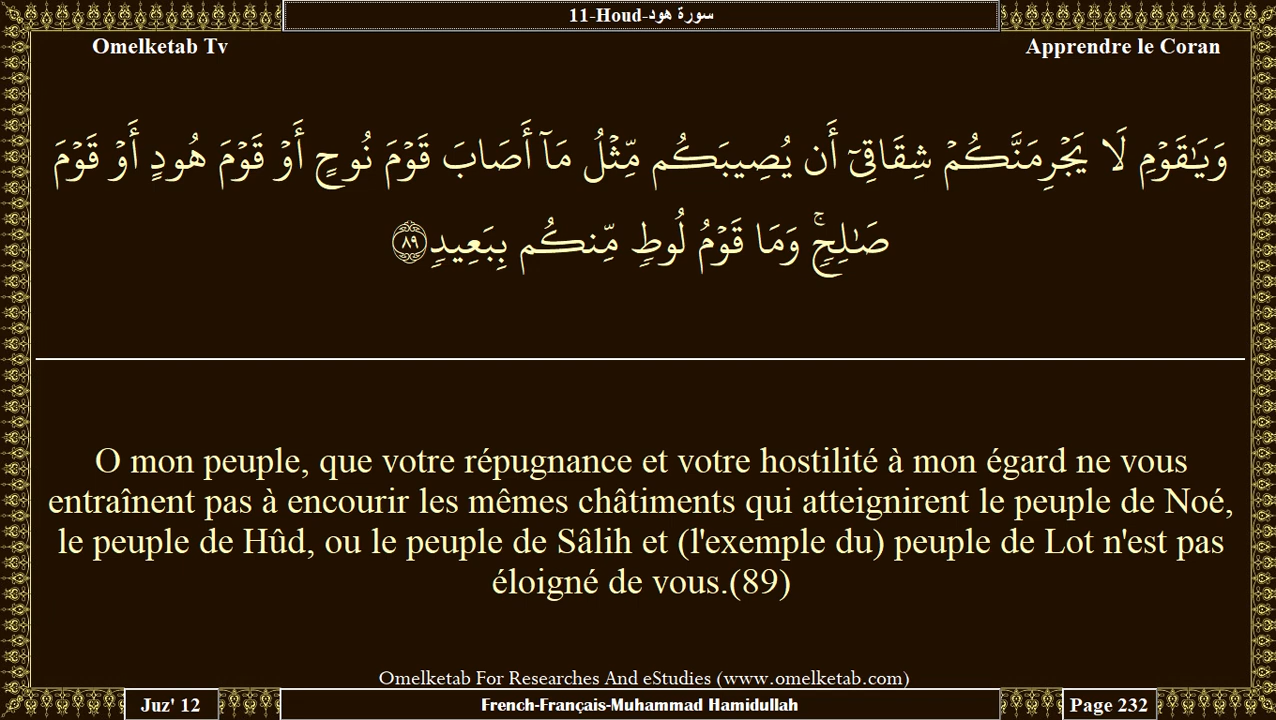 11-Houd-سورة هود
Omelketab Tv
Apprendre le Coran
وَيَٰقَوۡمِ لَا يَجۡرِمَنَّكُمۡ شِقَاقِيٓ أَن يُصِيبَكُم مِّثۡلُ مَآ أَصَابَ قَوۡمَ نُوحٍ أَوۡ قَوۡمَ هُودٍ أَوۡ قَوۡمَ
صَٰلِحٖۚ وَمَا قَوۡمُ لُوطٖ مِّنكُم بِبَعِيدٖ ٨٩
O mon peuple, que votre répugnance et votre hostilité à mon égard ne vous
entraînent pas à encourir les mêmes châtiments qui atteignirent le peuple de Noé,
le peuple de Hûd, ou le peuple de Sâlih et (l'exemple du) peuple de Lot n'est pas
éloigné de vous.(89)
Omelketab For Researches And eStudies (www.omelketab.com)
Juz' 12
French-Français-Muhammad Hamidullah
Page 232